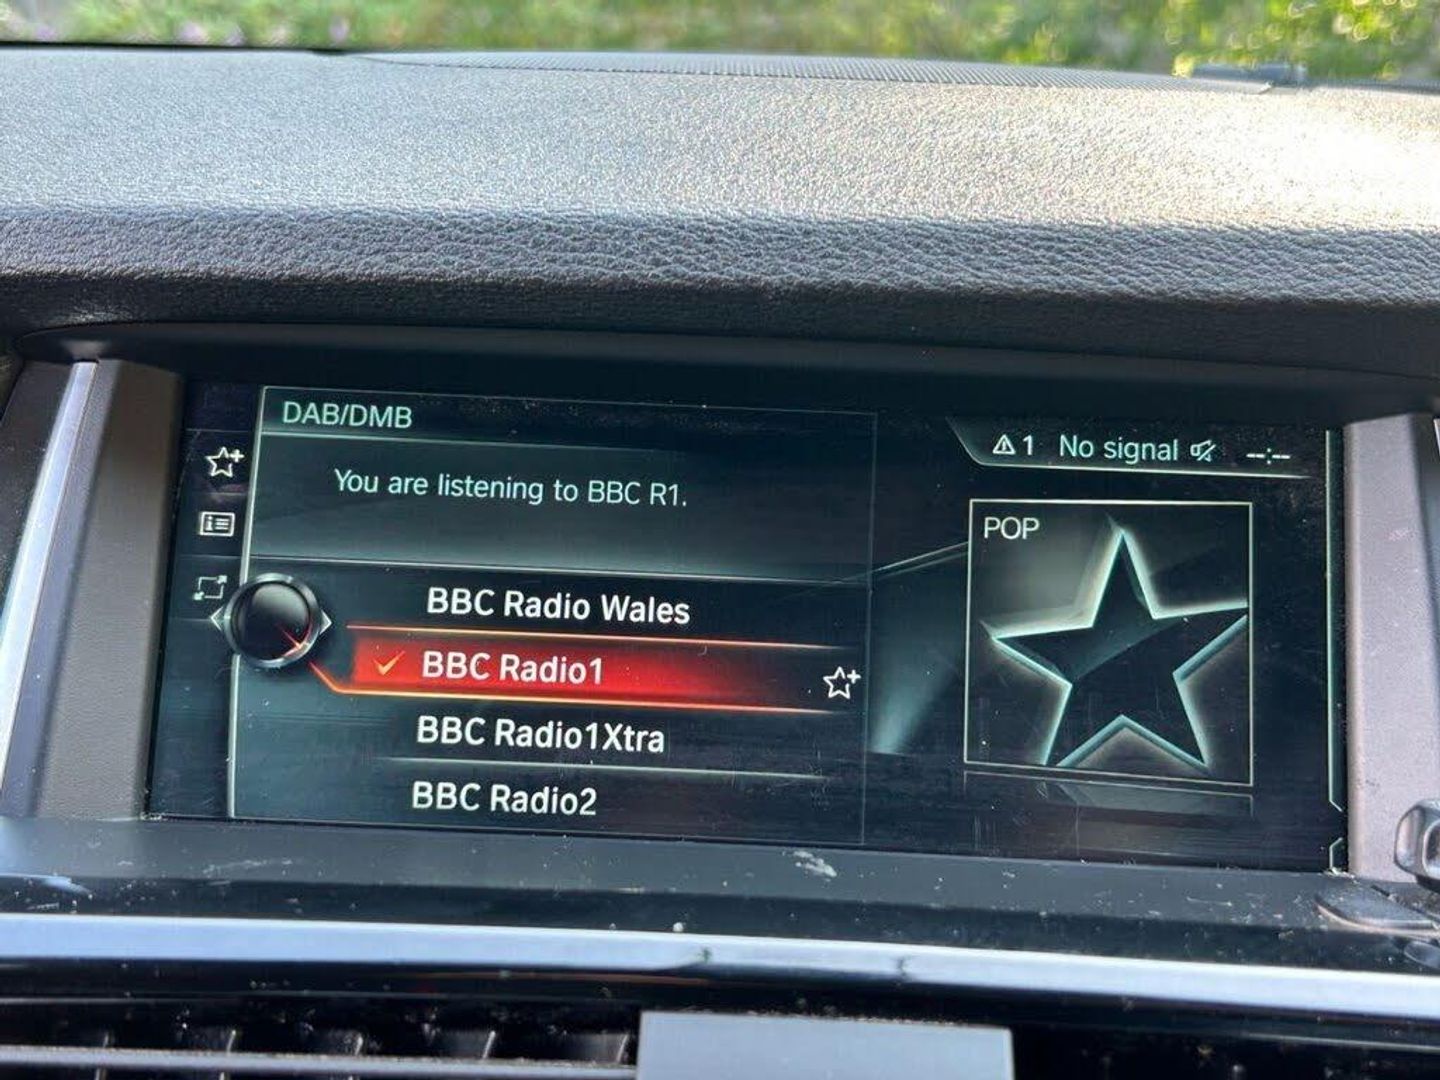 DAB/DMB
You are listening to BBC R1.
BBC Radio Wales
BBC Radio1
BBC Radio1Xtra
BBC Radio2
1 No signal --:--
POP